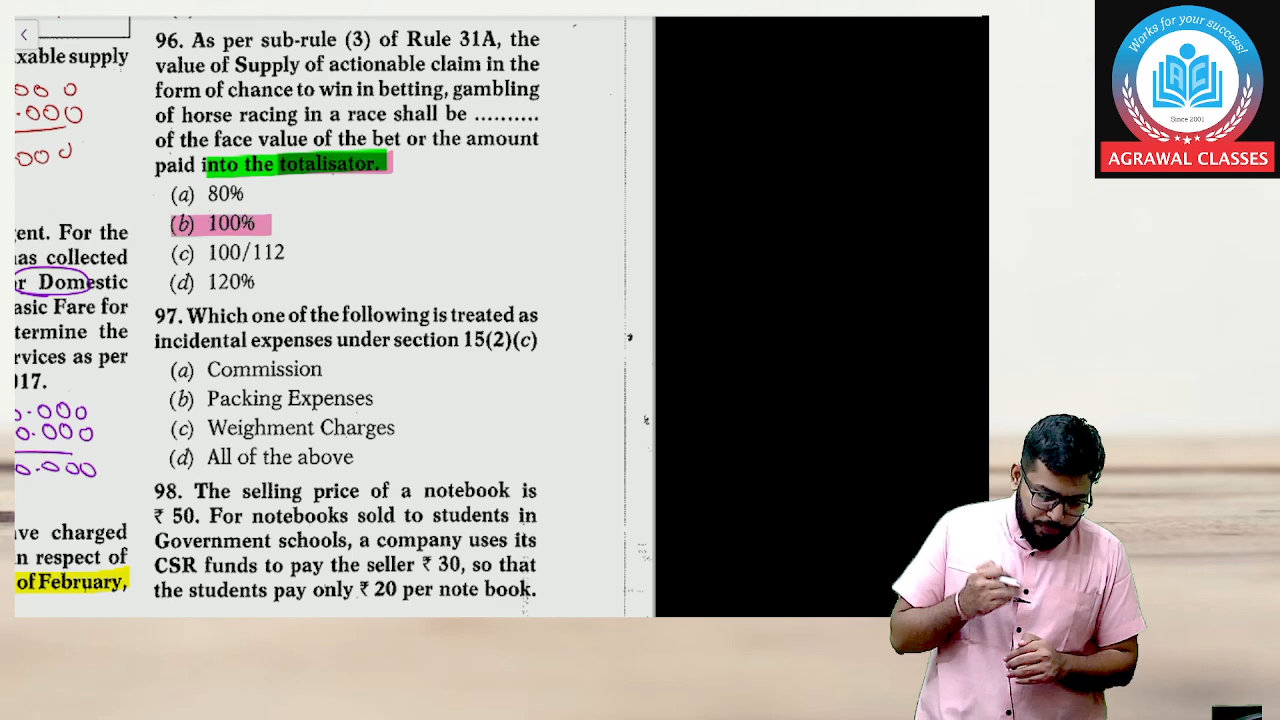 xable supply
ent. For the
as collected
r Domestic
asic Fare for
termine the
rvices as per
017.
ve charged
n respect of
of February,
96. As per sub-rule (3) of Rule 31A, the
value of Supply of actionable claim in the
form of chance to win in betting, gambling
of horse racing in a race shall be ..........
of the face value of the bet or the amount
paid into the totalisator.
(a) 80%
(b) 100%
(c) 100/112
(d) 120%
97. Which one of the following is treated as
incidental expenses under section 15(2)(c)
(a) Commission
(b) Packing Expenses
(c) Weighment Charges
(d) All of the above
98. The selling price of a notebook is
₹ 50. For notebooks sold to students in
Government schools, a company uses its
CSR funds to pay the seller ₹ 30, so that
the students pay only ₹ 20 per note book.
Works for your success!
AC
Since 2001
AGRAWAL CLASSES